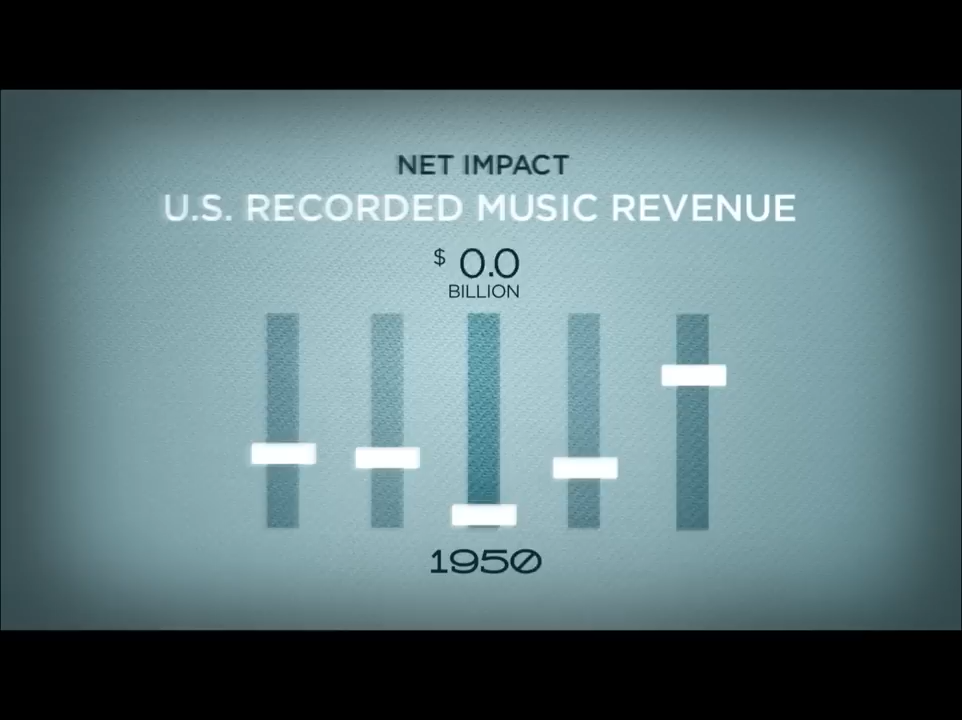 NET IMPACT
U.S. RECORDED MUSIC REVENUE
$ 0.0
BILLION
1950